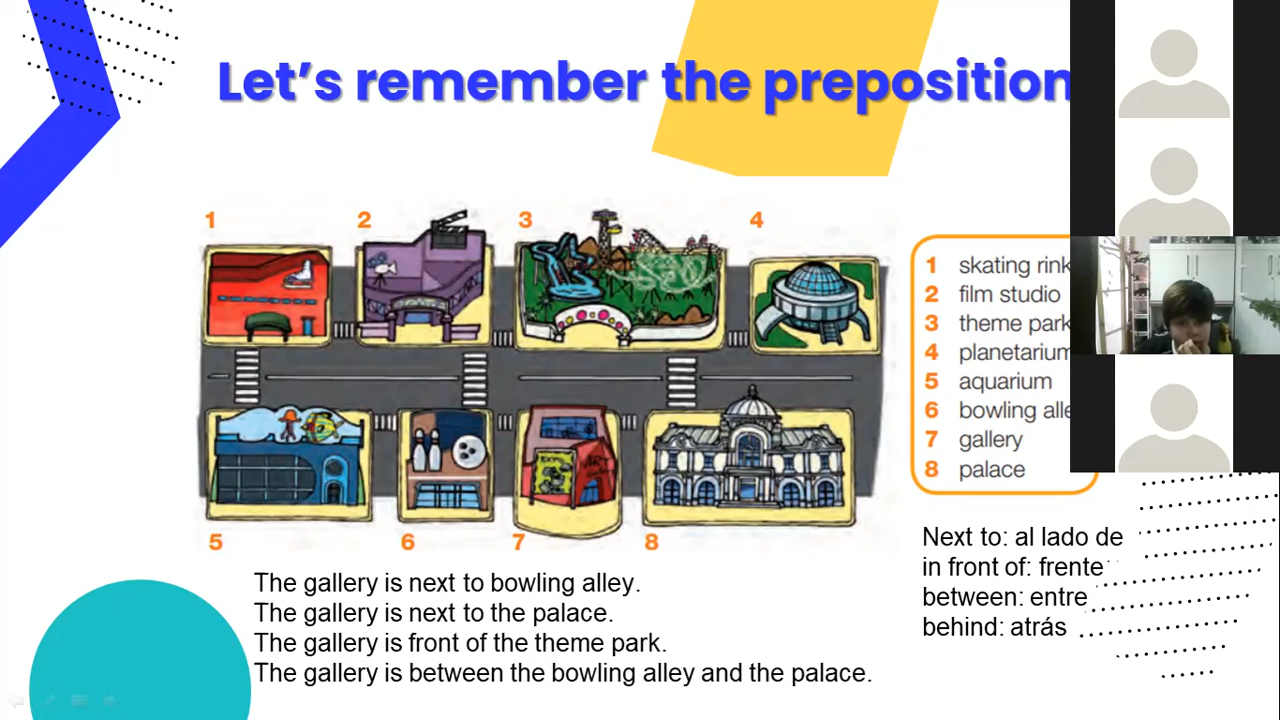 Let's remember the preposition
1 2 3 4
1 skating rink
2 film studio
3 theme park
4 planetarium
5 aquarium
6 bowling alle
7 gallery
8 palace
5 6 7 8
Next to: al lado de
in front of: frente
between: entre
behind: atrás
The gallery is next to bowling alley.
The gallery is next to the palace.
The gallery is front of the theme park.
The gallery is between the bowling alley and the palace.